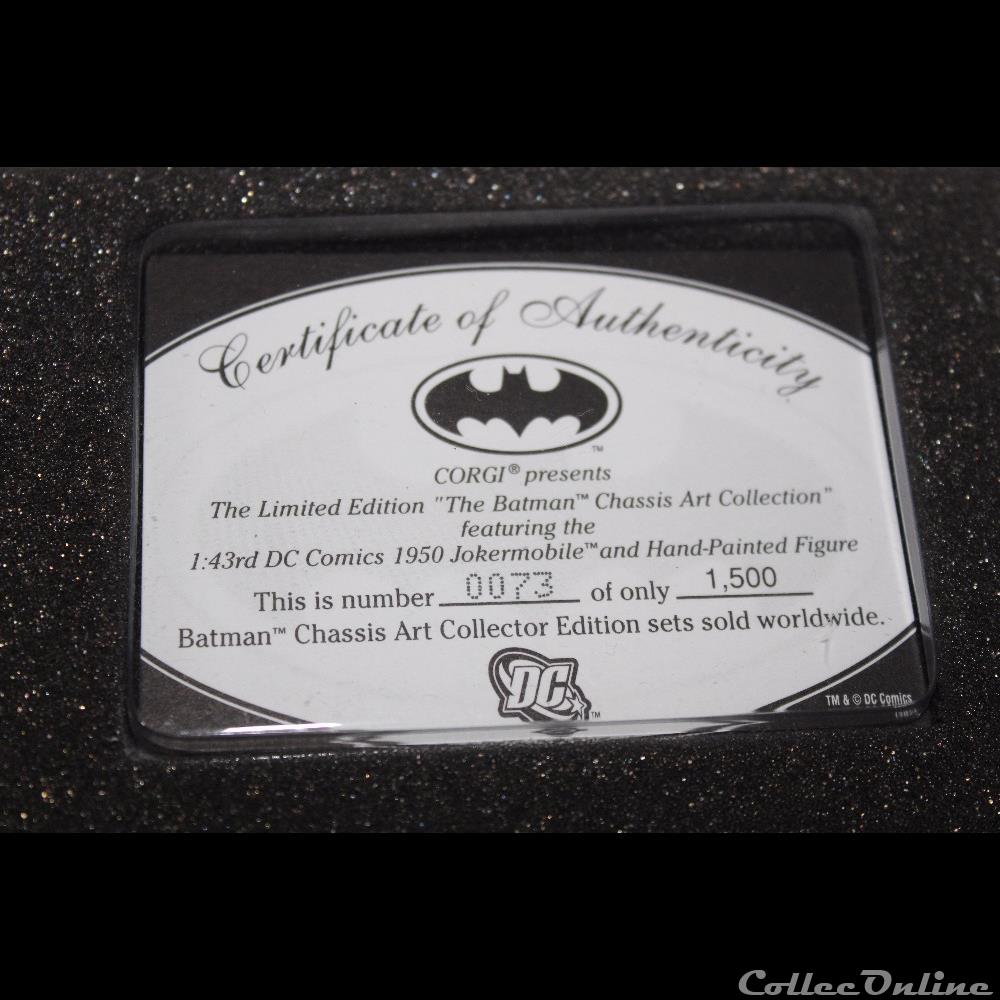 Certificate of Authenticity
™
CORGI® presents
The Limited Edition "The Batman™ Chassis Art Collection"
featuring the
1:43rd DC Comics 1950 Jokermobile™ and Hand-Painted Figure
This is number 0073 of only 1,500
Batman™ Chassis Art Collector Edition sets sold worldwide.
DC™
TM & © DC Comics
CollecOnline